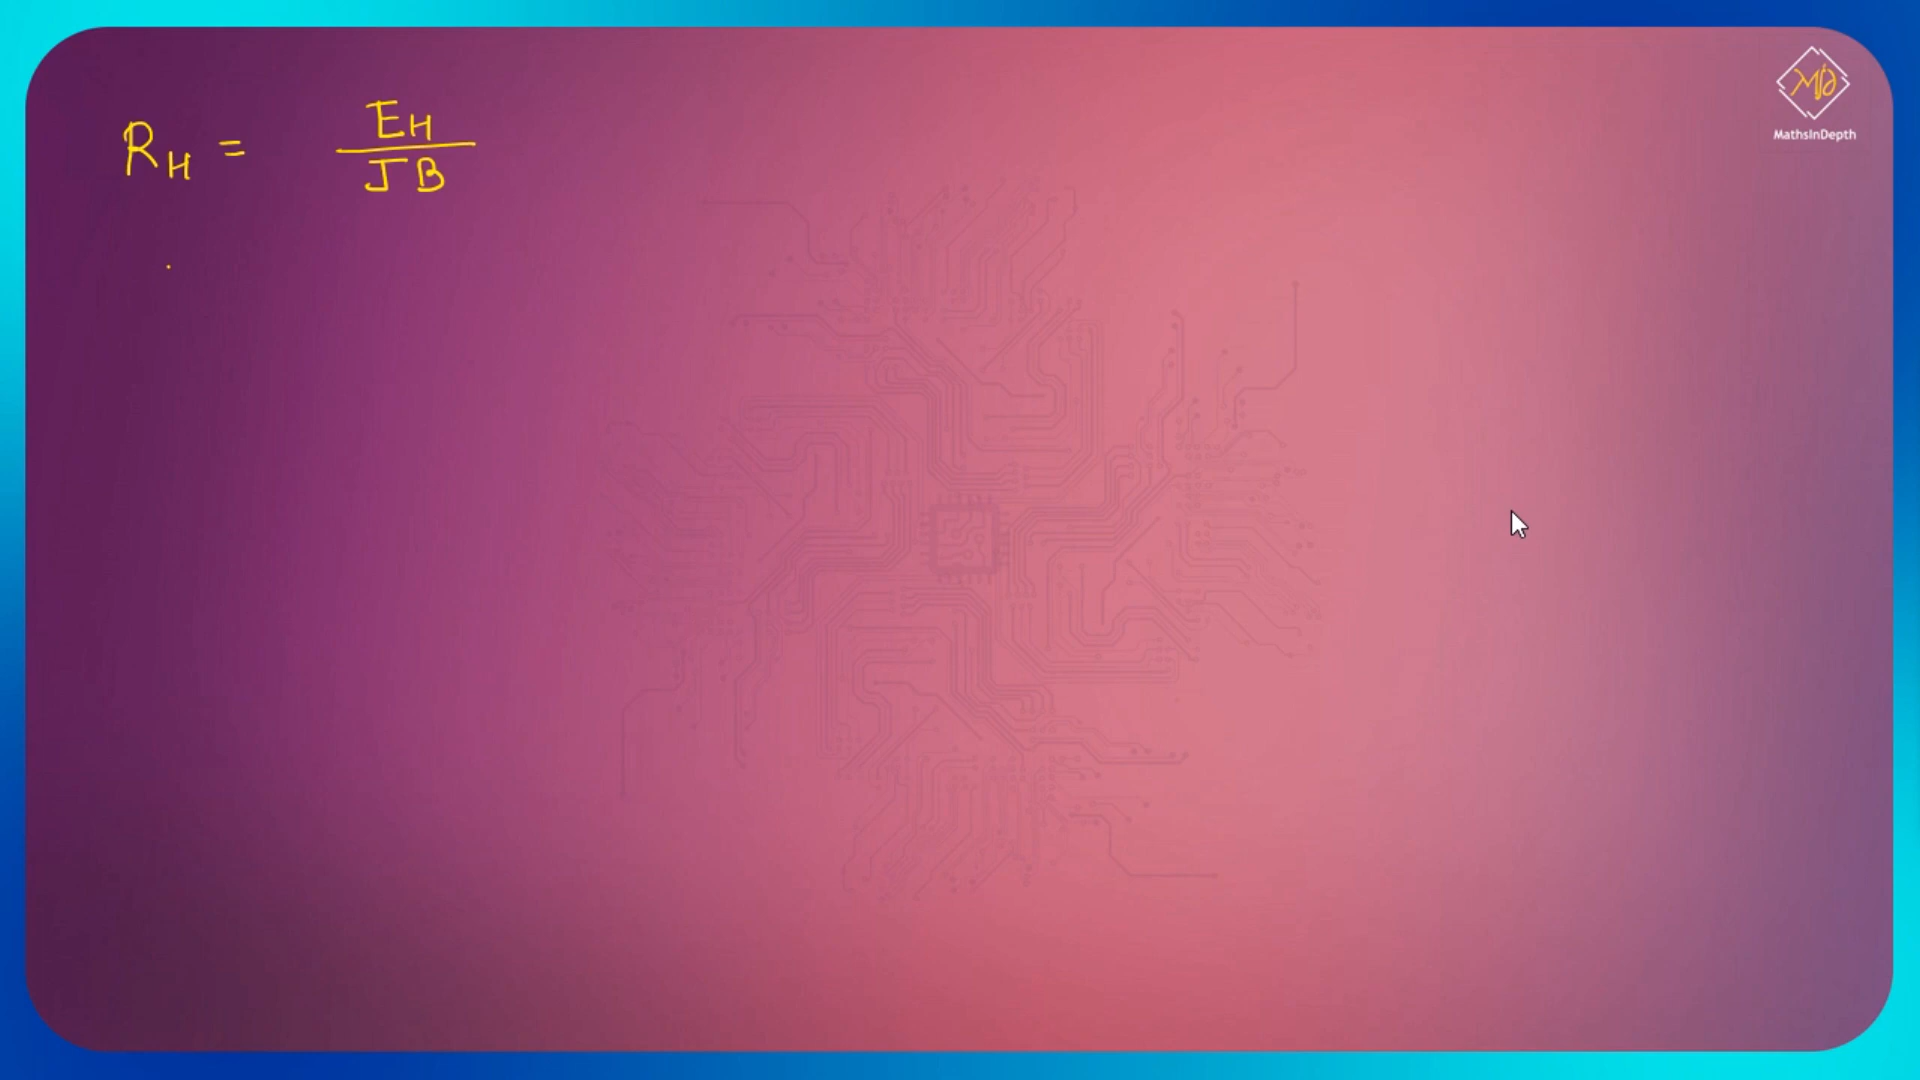 R_H = E_H / JB
MathsInDepth